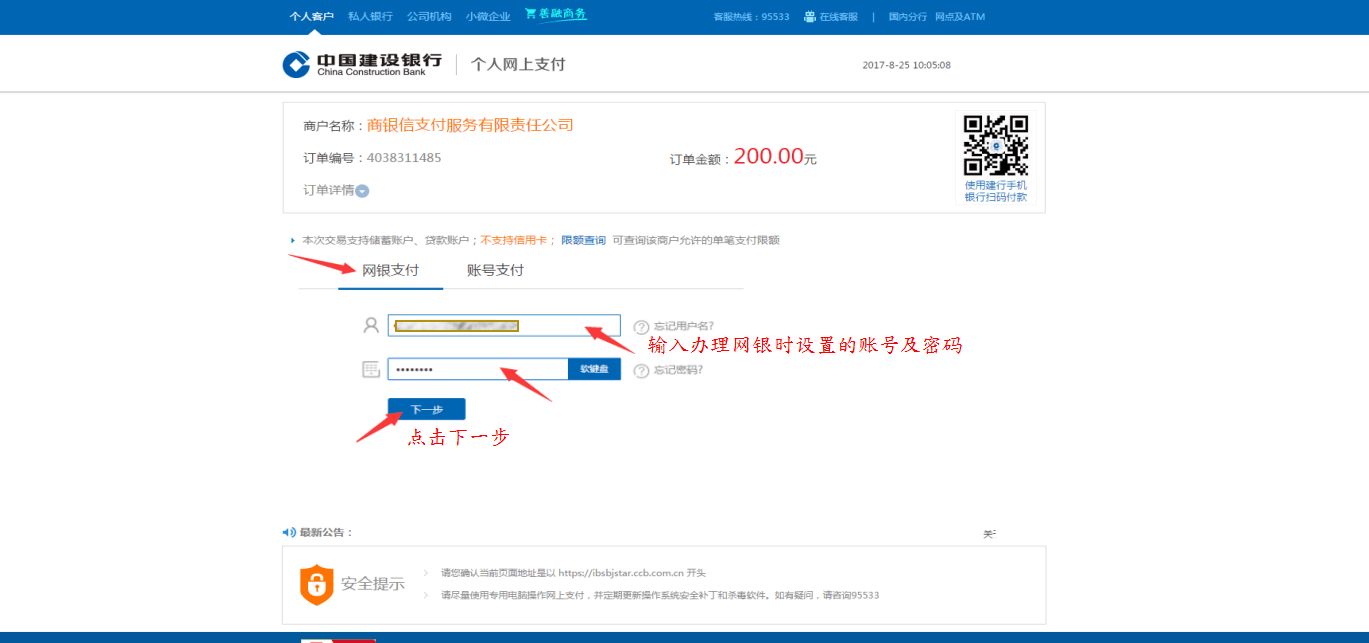 个人客户 私人银行 公司机构 小微企业 善融商务 客服热线：95533 在线客服 | 国内分行 网点及ATM
中国建设银行 个人网上支付 2017-8-25 10:05:08
China Construction Bank
商户名称：商银信支付服务有限责任公司
订单编号：4038311485 订单金额：200.00元
订单详情
使用建行手机
银行扫码付款
本次交易支持储蓄账户、贷款账户；不支持信用卡； 限额查询 可查询该商户允许的单笔支付限额
网银支付 账号支付
忘记用户名?
输入办理网银时设置的账号及密码
•••••••• 软键盘 忘记密码?
下一步
点击下一步
最新公告：
安全提示
请您确认当前页面地址是以 https://ibsbjstar.ccb.com.cn 开头
请尽量使用专用电脑操作网上支付，并定期更新操作系统安全补丁和杀毒软件。如有疑问，请咨询95533